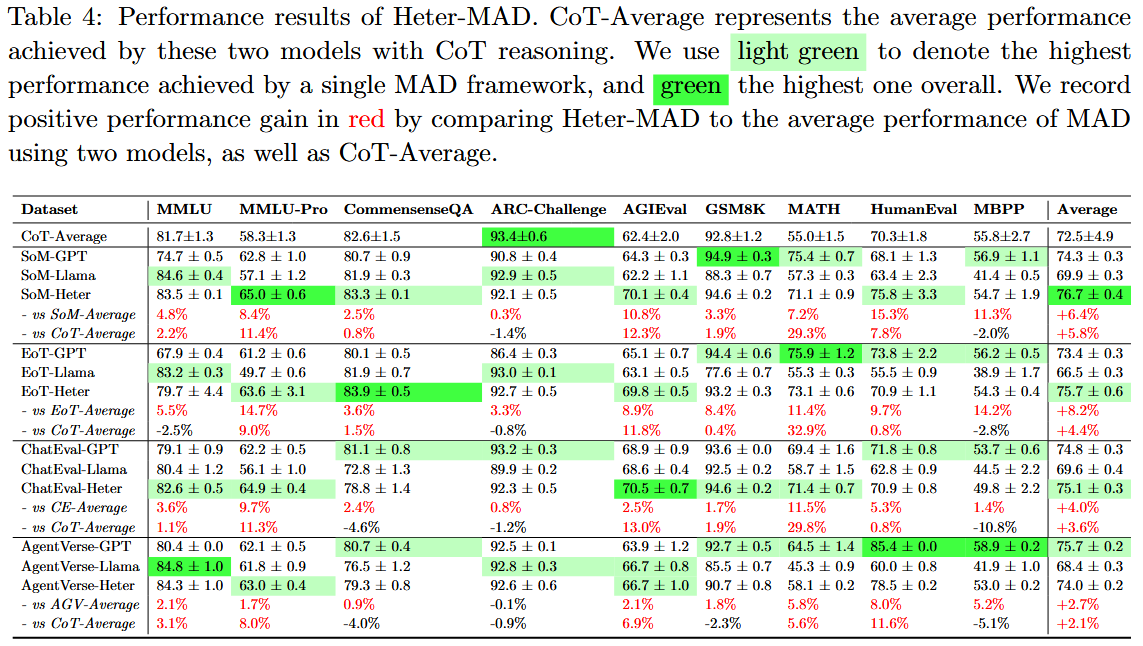 Table 4: Performance results of Heter-MAD. CoT-Average represents the average performance
achieved by these two models with CoT reasoning. We use light green to denote the highest
performance achieved by a single MAD framework, and green the highest one overall. We record
positive performance gain in red by comparing Heter-MAD to the average performance of MAD
using two models, as well as CoT-Average.
Dataset MMLU MMLU-Pro CommensenseQA ARC-Challenge AGIEval GSM8K MATH HumanEval MBPP Average
CoT-Average 81.7±1.3 58.3±1.3 82.6±1.5 93.4±0.6 62.4±2.0 92.8±1.2 55.0±1.5 70.3±1.8 55.8±2.7 72.5±4.9
SoM-GPT 74.7 ± 0.5 62.8 ± 1.0 80.7 ± 0.9 90.8 ± 0.4 64.3 ± 0.3 94.9 ± 0.3 75.4 ± 0.7 68.1 ± 1.3 56.9 ± 1.1 74.3 ± 0.3
SoM-Llama 84.6 ± 0.4 57.1 ± 1.2 81.9 ± 0.3 92.9 ± 0.5 62.2 ± 1.1 88.3 ± 0.7 57.3 ± 0.3 63.4 ± 2.3 41.4 ± 0.5 69.9 ± 0.3
SoM-Heter 83.5 ± 0.1 65.0 ± 0.6 83.3 ± 0.1 92.1 ± 0.5 70.1 ± 0.4 94.6 ± 0.2 71.1 ± 0.9 75.8 ± 3.3 54.7 ± 1.9 76.7 ± 0.4
- vs SoM-Average 4.8% 8.4% 2.5% 0.3% 10.8% 3.3% 7.2% 15.3% 11.3% +6.4%
- vs CoT-Average 2.2% 11.4% 0.8% -1.4% 12.3% 1.9% 29.3% 7.8% -2.0% +5.8%
EoT-GPT 67.9 ± 0.4 61.2 ± 0.6 80.1 ± 0.5 86.4 ± 0.3 65.1 ± 0.7 94.4 ± 0.6 75.9 ± 1.2 73.8 ± 2.2 56.2 ± 0.5 73.4 ± 0.3
EoT-Llama 83.2 ± 0.3 49.7 ± 0.6 81.9 ± 0.7 93.0 ± 0.1 63.1 ± 0.5 77.6 ± 0.7 55.3 ± 0.3 55.5 ± 0.9 38.9 ± 1.7 66.5 ± 0.3
EoT-Heter 79.7 ± 4.4 63.6 ± 3.1 83.9 ± 0.5 92.7 ± 0.5 69.8 ± 0.5 93.2 ± 0.3 73.1 ± 0.6 70.9 ± 1.1 54.3 ± 0.4 75.7 ± 0.6
- vs EoT-Average 5.5% 14.7% 3.6% 3.3% 8.9% 8.4% 11.4% 9.7% 14.2% +8.2%
- vs CoT-Average -2.5% 9.0% 1.5% -0.8% 11.8% 0.4% 32.9% 0.8% -2.8% +4.4%
ChatEval-GPT 79.1 ± 0.9 62.2 ± 0.5 81.1 ± 0.8 93.2 ± 0.3 68.9 ± 0.9 93.6 ± 0.0 69.4 ± 1.6 71.8 ± 0.8 53.7 ± 0.6 74.8 ± 0.3
ChatEval-Llama 80.4 ± 1.2 56.1 ± 1.0 72.8 ± 1.3 89.9 ± 0.2 68.6 ± 0.4 92.5 ± 0.2 58.7 ± 1.5 62.8 ± 0.9 44.5 ± 2.2 69.6 ± 0.4
ChatEval-Heter 82.6 ± 0.5 64.9 ± 0.4 78.8 ± 1.4 92.3 ± 0.5 70.5 ± 0.7 94.6 ± 0.2 71.4 ± 0.7 70.9 ± 0.8 49.8 ± 2.2 75.1 ± 0.3
- vs CE-Average 3.6% 9.7% 2.4% 0.8% 2.5% 1.7% 11.5% 5.3% 1.4% +4.0%
- vs CoT-Average 1.1% 11.3% -4.6% -1.2% 13.0% 1.9% 29.8% 0.8% -10.8% +3.6%
AgentVerse-GPT 80.4 ± 0.0 62.1 ± 0.5 80.7 ± 0.4 92.5 ± 0.1 63.9 ± 1.2 92.7 ± 0.5 64.5 ± 1.4 85.4 ± 0.0 58.9 ± 0.2 75.7 ± 0.2
AgentVerse-Llama 84.8 ± 1.0 61.8 ± 0.9 76.5 ± 1.2 92.8 ± 0.3 66.7 ± 0.8 85.5 ± 0.7 45.3 ± 0.9 60.0 ± 0.8 41.9 ± 1.0 68.4 ± 0.3
AgentVerse-Heter 84.3 ± 1.0 63.0 ± 0.4 79.3 ± 0.8 92.6 ± 0.6 66.7 ± 1.0 90.7 ± 0.8 58.1 ± 0.2 78.5 ± 0.2 53.0 ± 0.2 74.0 ± 0.2
- vs AGV-Average 2.1% 1.7% 0.9% -0.1% 2.1% 1.8% 5.8% 8.0% 5.2% +2.7%
- vs CoT-Average 3.1% 8.0% -4.0% -0.9% 6.9% -2.3% 5.6% 11.6% -5.1% +2.1%